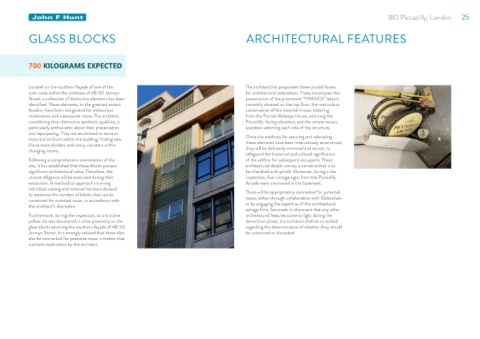 John F Hunt
180 Piccadilly, London 25
GLASS BLOCKS
700 KILOGRAMS EXPECTED
Located on the southern façade of one of the
stair cores within the premises of 48-50 Jermyn
Street, a collection of distinctive elements has been
identified. These elements, to the greatest extent
feasible, have been designated for meticulous
reclamation and subsequent reuse. The architect,
considering their distinctive aesthetic qualities, is
particularly enthusiastic about their preservation
and repurposing. They are envisioned to serve as
historical artifacts within the building, finding new
life as room dividers and vanity counters within
changing rooms.
Following a comprehensive examination of the
site, it has established that these blocks possess
significant architectural value. Therefore, the
utmost diligence will be exercised during their
extraction. A methodical approach involving
individual cutting and removal has been devised
to maximise the number of blocks that can be
conserved for eventual reuse, in accordance with
the architect's discretion.
Furthermore, during the inspection, an attractive
yellow tile was discovered in close proximity to the
glass blocks adorning the southern façade of 48-50
Jermyn Street. It is strongly advised that these tiles
also be earmarked for potential reuse, a matter that
warrants exploration by the architect.
ARCHITECTURAL FEATURES
The architect has pinpointed three pivotal facets
for architectural restoration. These encompass the
preservation of the prominent
lettering
currently situated on the top floor, the meticulous
conservation of the external mosaic lettering
from the French Railways House, adorning the
Piccadilly-facing elevation, and the ornate mosaic
roundels adorning each side of the structure.
Once the methods for securing and relocating
these elements have been meticulously ascertained,
they will be delicately removed and stored, to
safeguard the historical and cultural significance
of the edifice for subsequent occupants. These
architectural details convey a narrative that is to
be cherished and upheld. Moreover, during a site
inspection, four vintage signs from the Piccadilly
Arcade were uncovered in the basement.
These will be appropriately earmarked for potential
reuse, either through collaboration with Globechain
or by engaging the expertise of the architectural
salvage firm, Retrouvius. In the event that any other
architectural features come to light during the
demolition phase, the architect shall be consulted
regarding the determination of whether they should
be conserved or discarded.
PICCADILLY